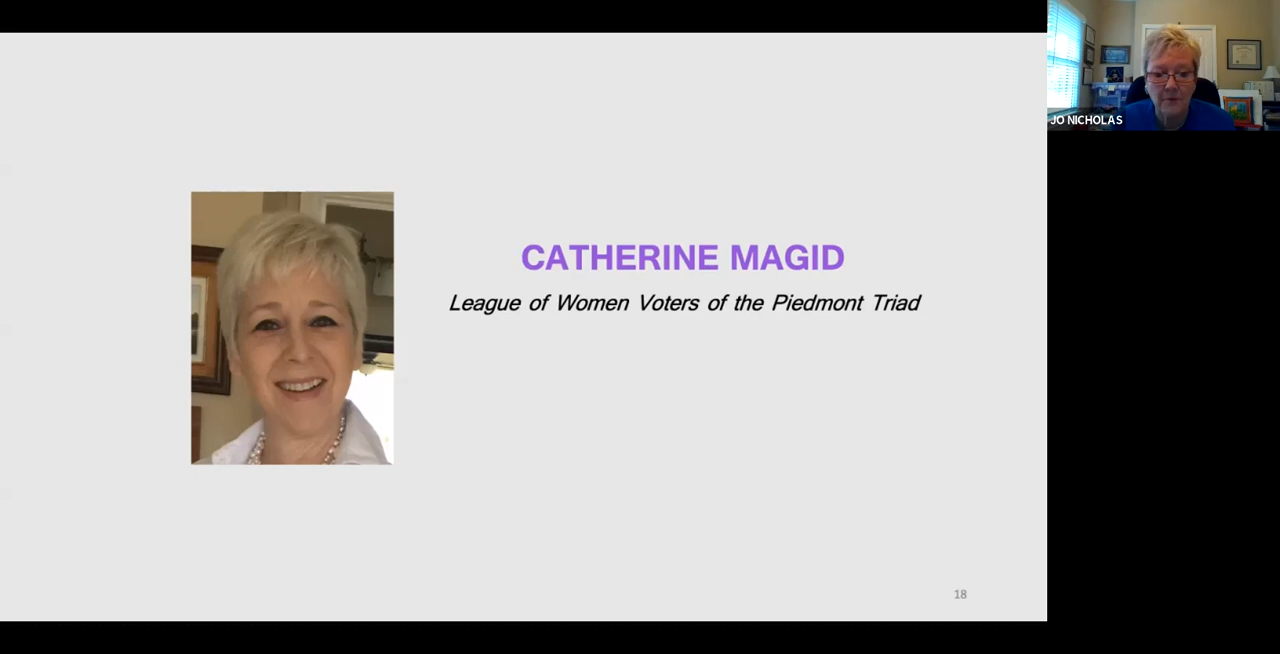 JO NICHOLAS
CATHERINE MAGID
League of Women Voters of the Piedmont Triad
18